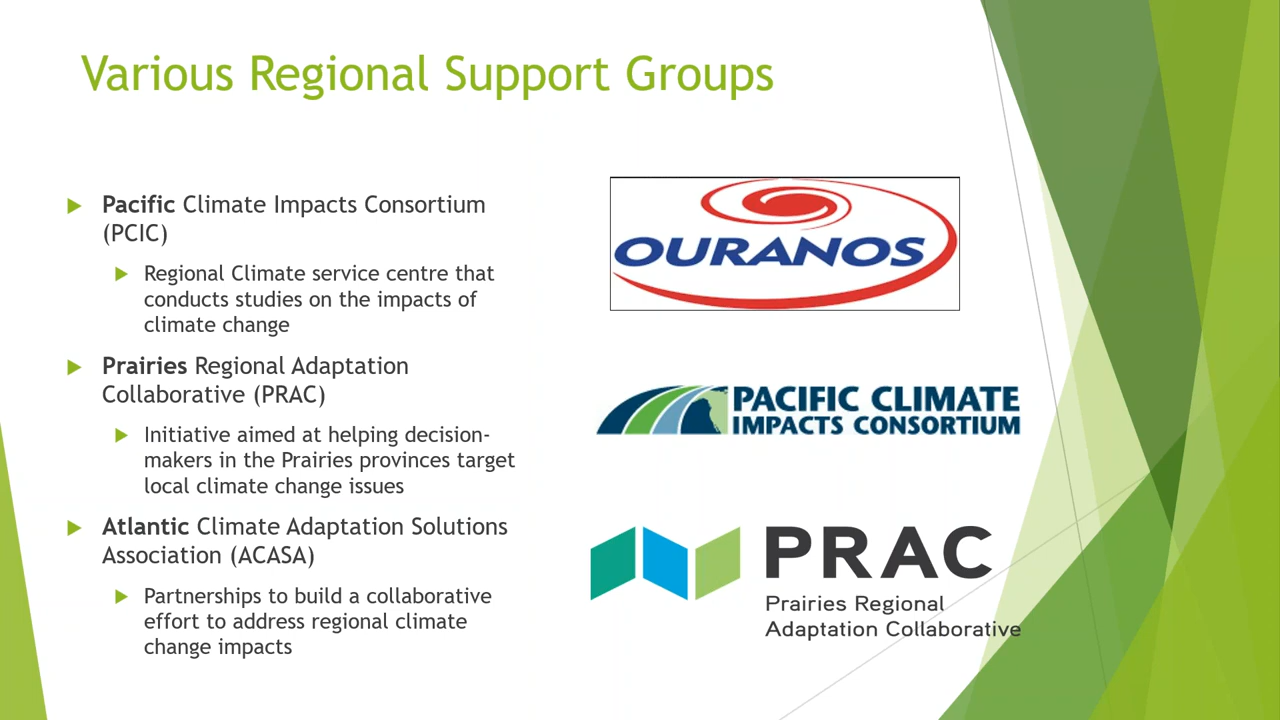 Various Regional Support Groups
Pacific Climate Impacts Consortium
(PCIC)
Regional Climate service centre that
conducts studies on the impacts of
climate change
Prairies Regional Adaptation
Collaborative (PRAC)
Initiative aimed at helping decision-
makers in the Prairies provinces target
local climate change issues
Atlantic Climate Adaptation Solutions
Association (ACASA)
Partnerships to build a collaborative
effort to address regional climate
change impacts
OURANOS
PACIFIC CLIMATE
IMPACTS CONSORTIUM
PRAC
Prairies Regional
Adaptation Collaborative